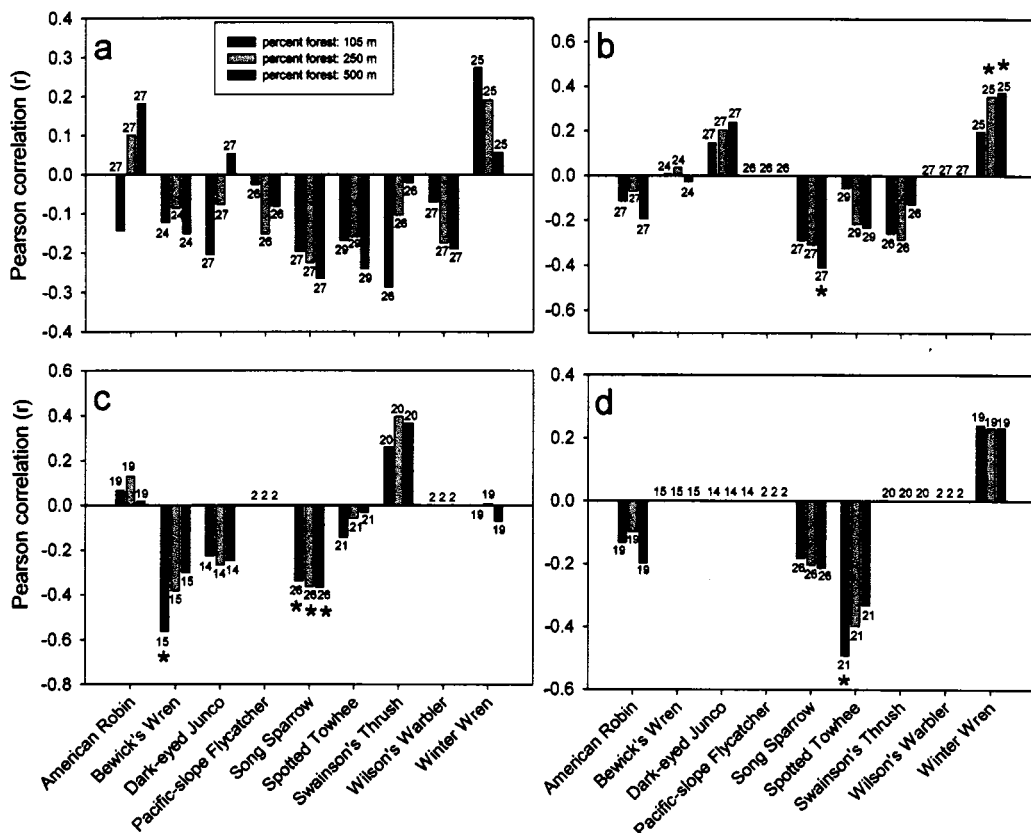 a
percent forest: 105 m
percent forest: 250 m
percent forest: 500 m
Pearson correlation (r)
0.4
0.3
0.2
0.1
0.0
-0.1
-0.2
-0.3
-0.4
27 27 27
24 24 24
27 27 27
26 26 26
27 27 27
29 29 29
26 26 26
27 27 27
25 25 25
b
0.6
0.4
0.2
0.0
-0.2
-0.4
-0.6
27 27 27
24 24 24
27 27 27
26 26 26
27 27 27 *
29 29 29
26 26 26
27 27 27
25 25 25 * *
c
Pearson correlation (r)
0.6
0.4
0.2
0.0
-0.2
-0.4
-0.6
-0.8
19 19 19
15 15 15 *
14 14 14
2 2 2
26 26 26 * * *
21 21 21
20 20 20
2 2 2
19 19 19
American Robin
Bewick's Wren
Dark-eyed Junco
Pacific-slope Flycatcher
Song Sparrow
Spotted Towhee
Swainson's Thrush
Wilson's Warbler
Winter Wren
d
0.4
0.2
0.0
-0.2
-0.4
-0.6
19 19 19
15 15 15
14 14 14
2 2 2
26 26 26
21 21 21 *
20 20 20
2 2 2
19 19 19
American Robin
Bewick's Wren
Dark-eyed Junco
Pacific-slope Flycatcher
Song Sparrow
Spotted Towhee
Swainson's Thrush
Wilson's Warbler
Winter Wren